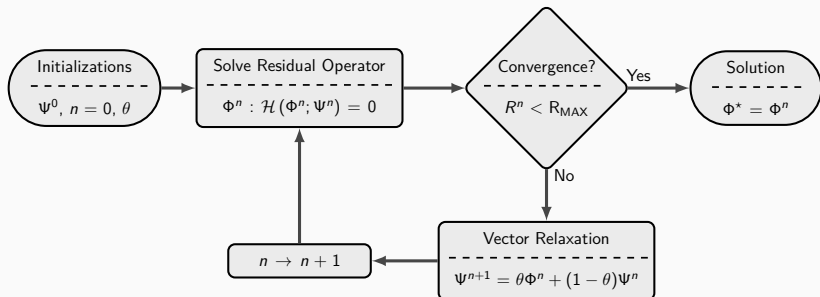 Initializations
Ψ⁰, n = 0, θ
Solve Residual Operator
Φⁿ : ℋ (Φⁿ; Ψⁿ) = 0
Convergence?
Rⁿ < R_MAX
Yes
Solution
Φ* = Φⁿ
No
Vector Relaxation
Ψⁿ⁺¹ = θΦⁿ + (1 − θ)Ψⁿ
n → n + 1